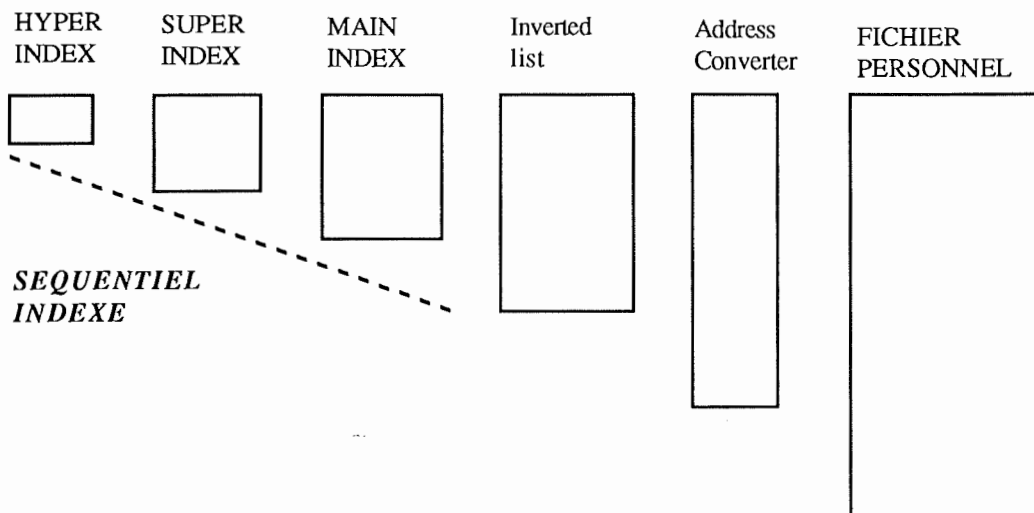 HYPER
INDEX
SUPER
INDEX
MAIN
INDEX
Inverted
list
Address
Converter
FICHIER
PERSONNEL
SEQUENTIEL
INDEXE